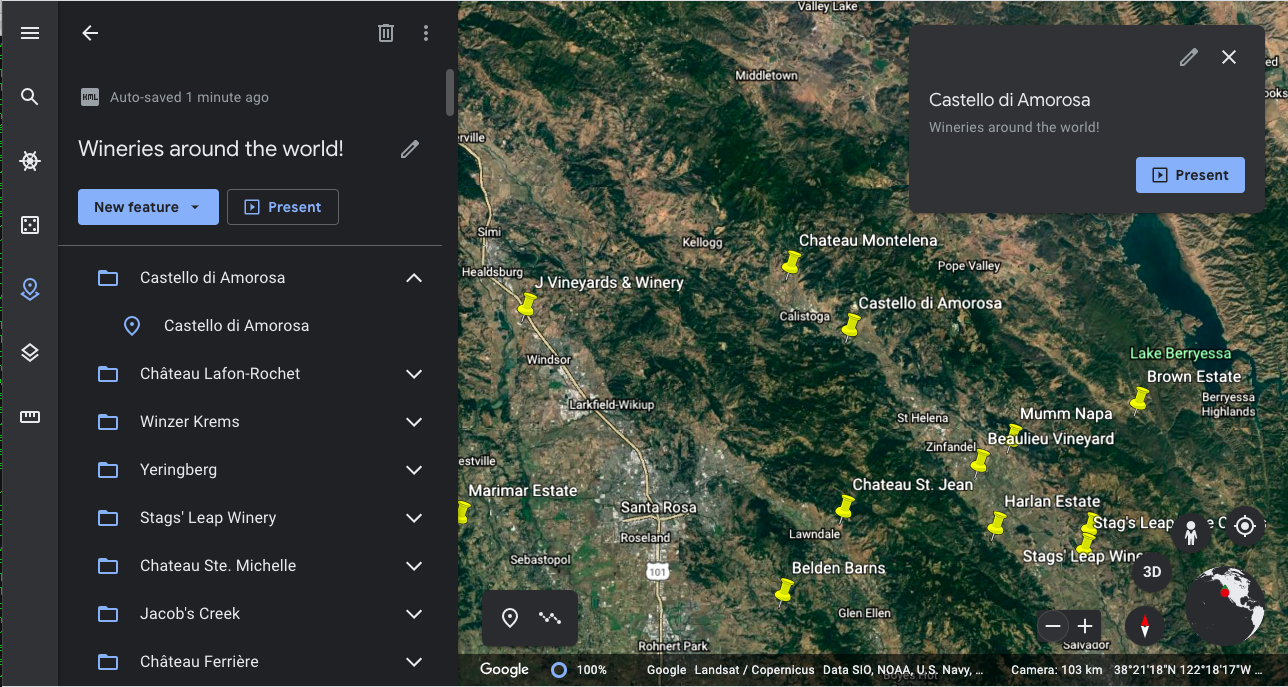 KML Auto-saved 1 minute ago
Wineries around the world!
New feature
Present
Castello di Amorosa
Castello di Amorosa
Château Lafon-Rochet
Winzer Krems
Yeringberg
Stags' Leap Winery
Chateau Ste. Michelle
Jacob's Creek
Château Ferrière
Castello di Amorosa
Wineries around the world!
Present
Valley Lake
Middletown
erville
Simi
Kellogg
Chateau Montelena
Pope Valley
Healdsburg
J Vineyards & Winery
Castello di Amorosa
Calistoga
Windsor
Lake Berryessa
Brown Estate
Berryessa
Highlands
Larkfield-Wikiup
St Helena
Mumm Napa
Zinfandel
Beaulieu Vineyard
estville
Marimar Estate
Chateau St. Jean
Santa Rosa
Harlan Estate
Roseland
Lawndale
Stag's Leap
Stags' Leap Wine
Sebastopol
101
Belden Barns
3D
Glen Ellen
Rohnert Park
Salvador
Google
100%
Google Landsat / Copernicus Data SIO, NOAA, U.S. Navy, ...
Camera: 103 km 38°21'18"N 122°18'17"W ...